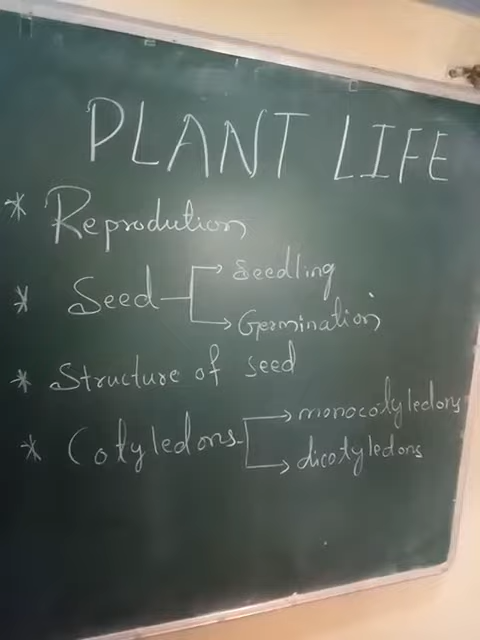 PLANT LIFE
* Reprodution
* Seed → Seedling
→ Germination
* Structure of seed
* Cotyledons → monocotyledons
→ dicotyledons